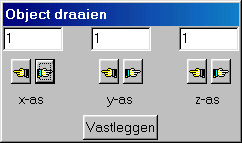 Object draaien
1 1 1
x-as y-as z-as
Vastleggen